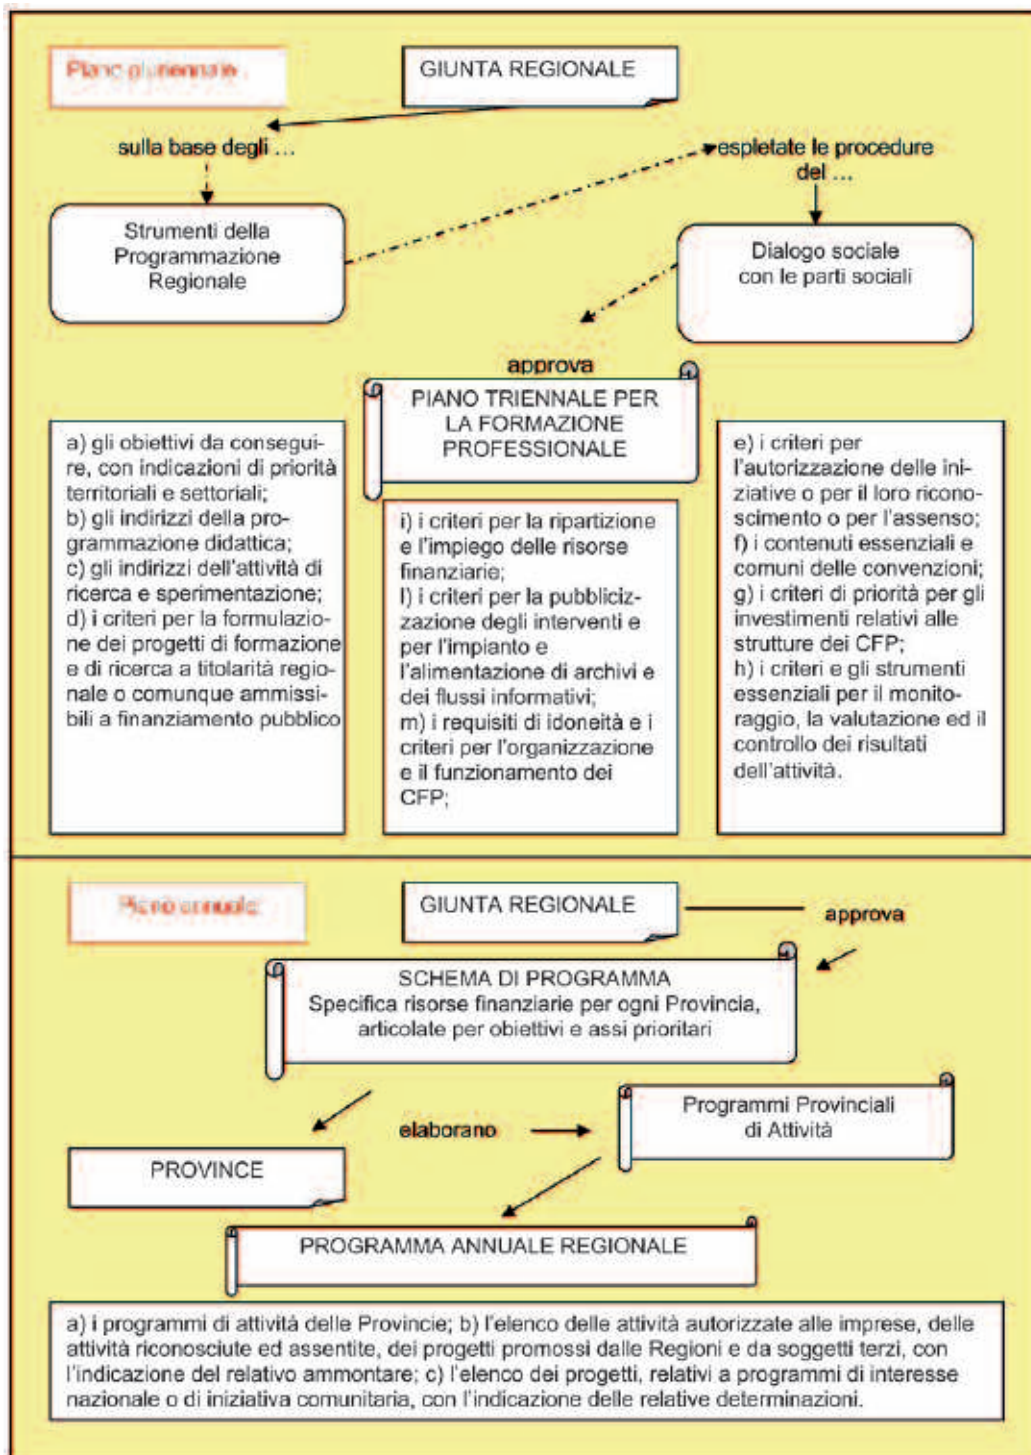 Piano pluriennale
GIUNTA REGIONALE
sulla base degli ...
espletate le procedure
del ...
Strumenti della
Programmazione
Regionale
Dialogo sociale
con le parti sociali
approva
PIANO TRIENNALE PER
LA FORMAZIONE
PROFESSIONALE
a) gli obiettivi da consegui-
re, con indicazioni di priorità
territoriali e settoriali;
b) gli indirizzi della pro-
grammazione didattica;
c) gli indirizzi dell'attività di
ricerca e sperimentazione;
d) i criteri per la formulazio-
ne dei progetti di formazione
e di ricerca a titolarità regio-
nale o comunque ammissi-
bili a finanziamento pubblico
i) i criteri per la ripartizione
e l'impiego delle risorse
finanziarie;
l) i criteri per la pubbliciz-
zazione degli interventi e
per l'impianto e
l'alimentazione di archivi e
dei flussi informativi;
m) i requisiti di idoneità e i
criteri per l'organizzazione
e il funzionamento dei
CFP;
e) i criteri per
l'autorizzazione delle ini-
ziative o per il loro ricono-
scimento o per l'assenso;
f) i contenuti essenziali e
comuni delle convenzioni;
g) i criteri di priorità per gli
investimenti relativi alle
strutture dei CFP;
h) i criteri e gli strumenti
essenziali per il monito-
raggio, la valutazione ed il
controllo dei risultati
dell'attività.
Piano annuale
GIUNTA REGIONALE
approva
SCHEMA DI PROGRAMMA
Specifica risorse finanziarie per ogni Provincia,
articolate per obiettivi e assi prioritari
elaborano
Programmi Provinciali
di Attività
PROVINCE
PROGRAMMA ANNUALE REGIONALE
a) i programmi di attività delle Provincie; b) l'elenco delle attività autorizzate alle imprese, delle
attività riconosciute ed assentite, dei progetti promossi dalle Regioni e da soggetti terzi, con
l'indicazione del relativo ammontare; c) l'elenco dei progetti, relativi a programmi di interesse
nazionale o di iniziativa comunitaria, con l'indicazione delle relative determinazioni.